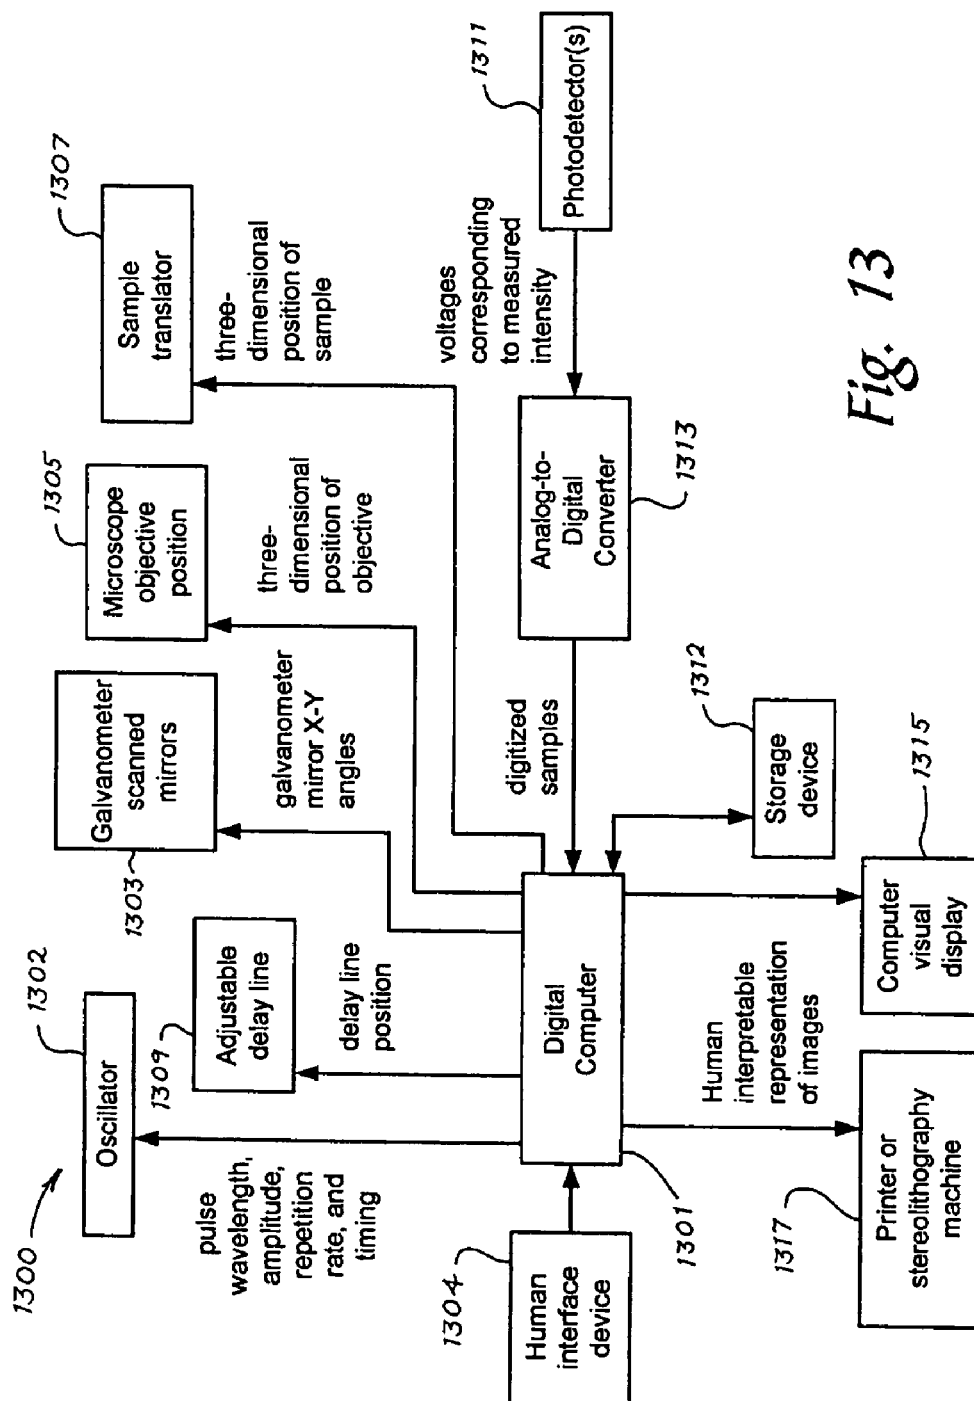 1300
Oscillator
1302
Adjustable
delay line
1309
Galvanometer
scanned
mirrors
1303
Microscope
objective
position
1305
Sample
translator
1307
pulse
wavelength,
amplitude,
repetition
rate, and
timing
delay line
position
galvanometer
mirror X-Y
angles
three-
dimensional
position of
objective
three-
dimensional
position of
sample
Human
interface
device
1304
Digital
Computer
1301
digitized
samples
Analog-to-
Digital
Converter
1313
voltages
corresponding
to measured
intensity
Photodetector(s)
1311
Storage
device
1312
Human
interpretable
representation
of images
Printer or
stereolithography
machine
1317
Computer
visual
display
1315
Fig. 13